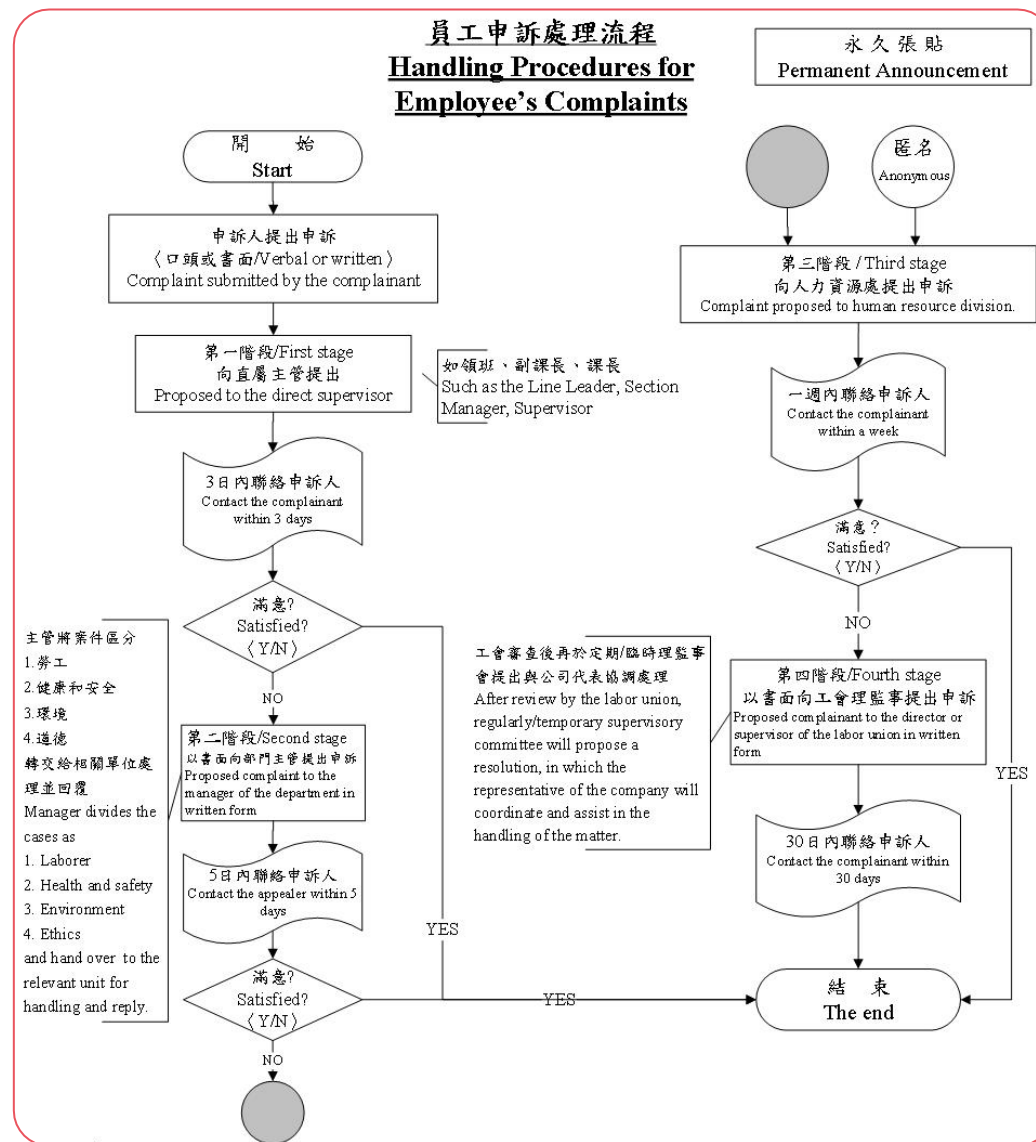 員工申訴處理流程
Handling Procedures for
Employee's Complaints
永久張貼
Permanent Announcement
開 始
Start
申訴人提出申訴
〈口頭或書面/Verbal or written〉
Complaint submitted by the complainant
第一階段/First stage
向直屬主管提出
Proposed to the direct supervisor
如領班、副課長、課長
Such as the Line Leader, Section
Manager, Supervisor
3日內聯絡申訴人
Contact the complainant
within 3 days
滿意?
Satisfied?
〈Y/N〉
NO
YES
主管將案件區分
1.勞工
2.健康和安全
3.環境
4.道德
轉交給相關單位處
理並回覆
Manager divides the
cases as
1. Laborer
2. Health and safety
3. Environment
4. Ethics
and hand over to the
relevant unit for
handling and reply.
第二階段/Second stage
以書面向部門主管提出申訴
Proposed complaint to the
manager of the department in
written form
5日內聯絡申訴人
Contact the appealer within 5
days
滿意?
Satisfied?
〈Y/N〉
YES
NO
匿名
Anonymous
第三階段 / Third stage
向人力資源處提出申訴
Complaint proposed to human resource division.
一週內聯絡申訴人
Contact the complainant
within a week
滿意?
Satisfied?
〈Y/N〉
NO
YES
工會審查後再於定期/臨時理監事
會提出與公司代表協調處理
After review by the labor union,
regularly/temporary supervisory
committee will propose a
resolution, in which the
representative of the company will
coordinate and assist in the
handling of the matter.
第四階段/Fourth stage
以書面向工會理監事提出申訴
Proposed complainant to the director or
supervisor of the labor union in written
form
30日內聯絡申訴人
Contact the complainant within
30 days
結 束
The end